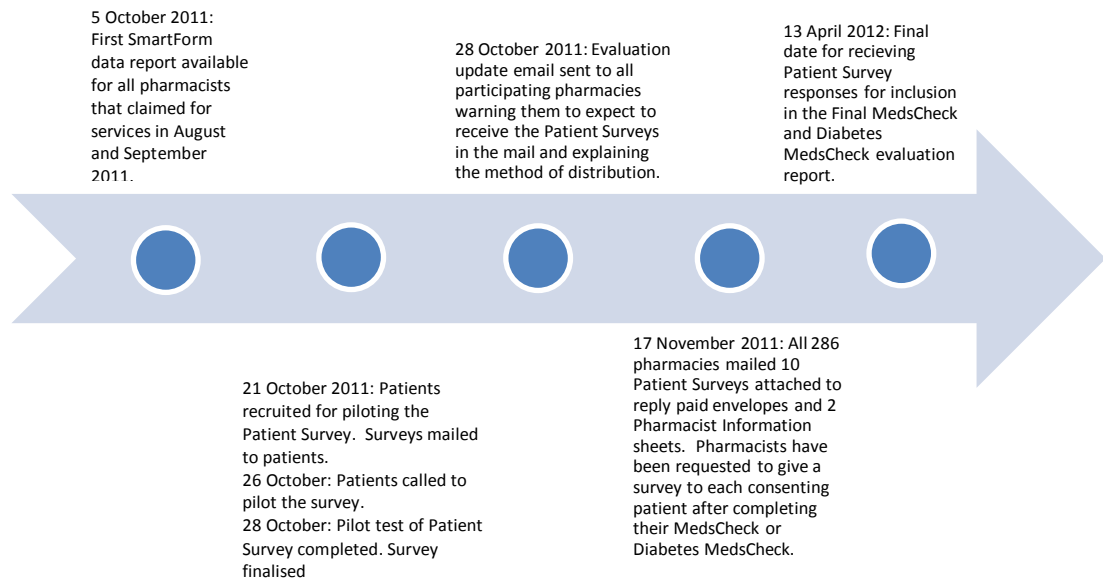 5 October 2011:
First SmartForm
data report available
for all pharmacists
that claimed for
services in August
and September
2011.
21 October 2011: Patients
recruited for piloting the
Patient Survey.  Surveys mailed
to patients.
26 October: Patients called to
pilot the survey.
28 October: Pilot test of Patient
Survey completed. Survey
finalised
28 October 2011: Evaluation
update email sent to all
participating pharmacies
warning them to expect to
receive the Patient Surveys
in the mail and explaining
the method of distribution.
17 November 2011: All 286
pharmacies mailed 10
Patient Surveys attached to
reply paid envelopes and 2
Pharmacist Information
sheets.  Pharmacists have
been requested to give a
survey to each consenting
patient after completing
their MedsCheck or
Diabetes MedsCheck.
13 April 2012: Final
date for recieving
Patient Survey
responses for inclusion
in the Final MedsCheck
and Diabetes
MedsCheck evaluation
report.